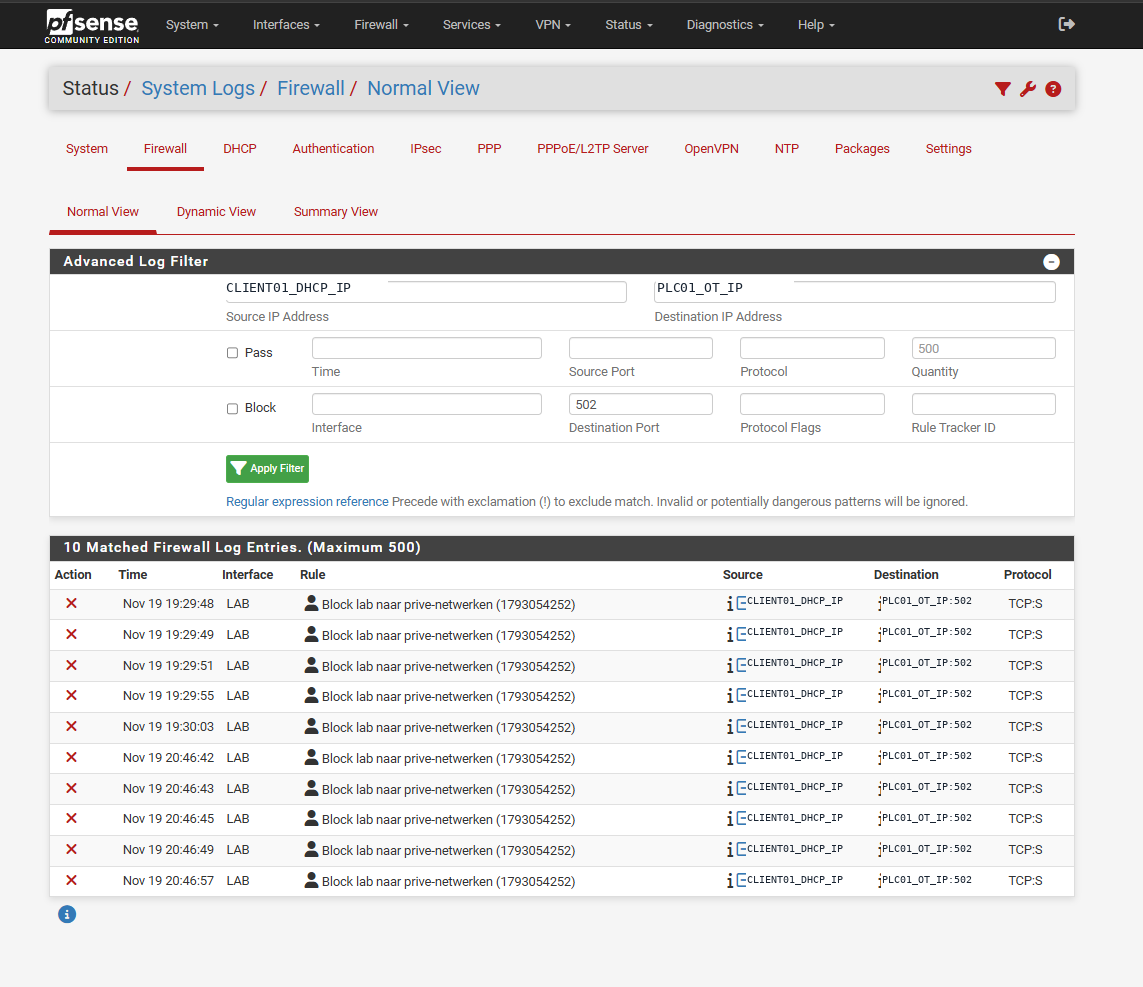 pfsense COMMUNITY EDITION System Interfaces Firewall Services VPN Status Diagnostics Help
Status / System Logs / Firewall / Normal View
System Firewall DHCP Authentication IPsec PPP PPPoE/L2TP Server OpenVPN NTP Packages Settings
Normal View Dynamic View Summary View
Advanced Log Filter
CLIENT01_DHCP_IP PLC01_OT_IP
Source IP Address Destination IP Address
Pass 500
Time Source Port Protocol Quantity
Block 502
Interface Destination Port Protocol Flags Rule Tracker ID
Apply Filter
Regular expression reference Precede with exclamation (!) to exclude match. Invalid or potentially dangerous patterns will be ignored.
10 Matched Firewall Log Entries. (Maximum 500)
Action Time Interface Rule Source Destination Protocol
Nov 19 19:29:48 LAB Block lab naar prive-netwerken (1793054252) CLIENT01_DHCP_IP PLC01_OT_IP:502 TCP:S
Nov 19 19:29:49 LAB Block lab naar prive-netwerken (1793054252) CLIENT01_DHCP_IP PLC01_OT_IP:502 TCP:S
Nov 19 19:29:51 LAB Block lab naar prive-netwerken (1793054252) CLIENT01_DHCP_IP PLC01_OT_IP:502 TCP:S
Nov 19 19:29:55 LAB Block lab naar prive-netwerken (1793054252) CLIENT01_DHCP_IP PLC01_OT_IP:502 TCP:S
Nov 19 19:30:03 LAB Block lab naar prive-netwerken (1793054252) CLIENT01_DHCP_IP PLC01_OT_IP:502 TCP:S
Nov 19 20:46:42 LAB Block lab naar prive-netwerken (1793054252) CLIENT01_DHCP_IP PLC01_OT_IP:502 TCP:S
Nov 19 20:46:43 LAB Block lab naar prive-netwerken (1793054252) CLIENT01_DHCP_IP PLC01_OT_IP:502 TCP:S
Nov 19 20:46:45 LAB Block lab naar prive-netwerken (1793054252) CLIENT01_DHCP_IP PLC01_OT_IP:502 TCP:S
Nov 19 20:46:49 LAB Block lab naar prive-netwerken (1793054252) CLIENT01_DHCP_IP PLC01_OT_IP:502 TCP:S
Nov 19 20:46:57 LAB Block lab naar prive-netwerken (1793054252) CLIENT01_DHCP_IP PLC01_OT_IP:502 TCP:S